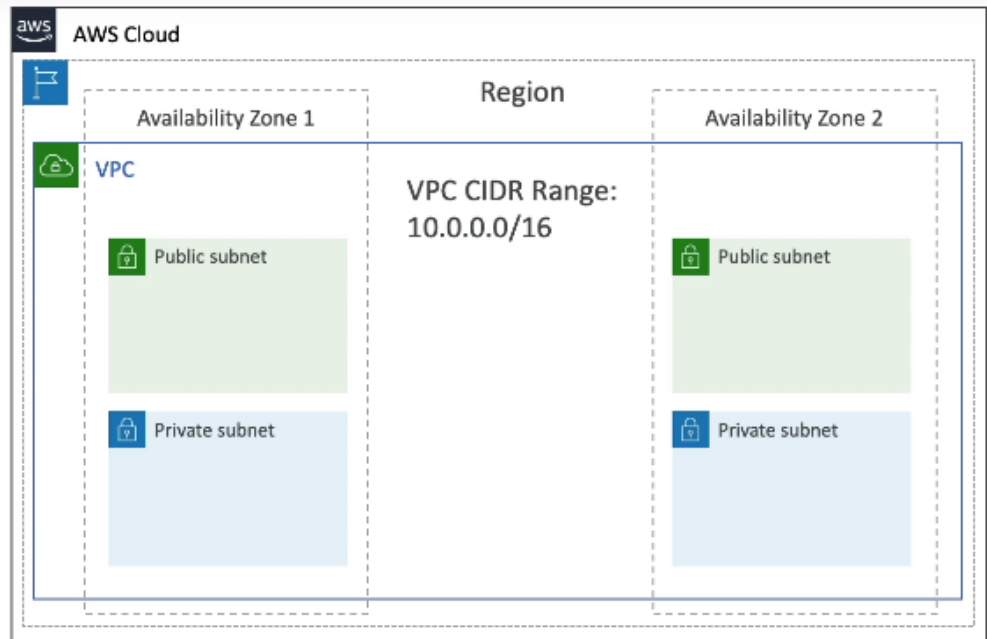 aws
AWS Cloud
Region
Availability Zone 1
Availability Zone 2
VPC
VPC CIDR Range:
10.0.0.0/16
Public subnet
Public subnet
Private subnet
Private subnet